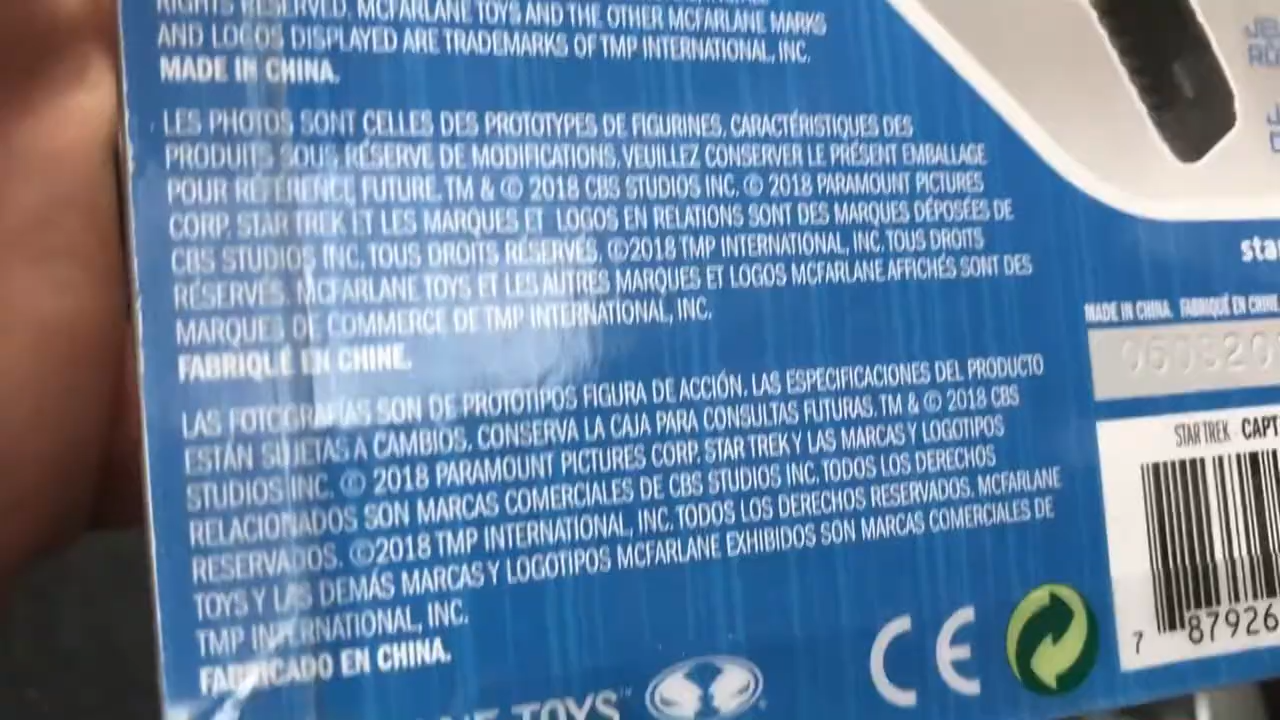 RIGHTS RESERVED. MCFARLANE TOYS AND THE OTHER MCFARLANE MARKS
AND LOGOS DISPLAYED ARE TRADEMARKS OF TMP INTERNATIONAL, INC.
MADE IN CHINA.
LES PHOTOS SONT CELLES DES PROTOTYPES DE FIGURINES, CARACTÉRISTIQUES DES
PRODUITS SOUS RÉSERVE DE MODIFICATIONS, VEUILLEZ CONSERVER LE PRÉSENT EMBALLAGE
POUR RÉFÉRENCE FUTURE. TM & © 2018 CBS STUDIOS INC. © 2018 PARAMOUNT PICTURES
CORP. STAR TREK ET LES MARQUES ET LOGOS EN RELATIONS SONT DES MARQUES DÉPOSÉES DE
CBS STUDIOS INC. TOUS DROITS RÉSERVÉS. ©2018 TMP INTERNATIONAL, INC. TOUS DROITS
RÉSERVÉS. MCFARLANE TOYS ET LES AUTRES MARQUES ET LOGOS MCFARLANE AFFICHÉS SONT DES
MARQUES DE COMMERCE DE TMP INTERNATIONAL, INC.
FABRIQUÉ EN CHINE.
LAS FOTOGRAFÍAS SON DE PROTOTIPOS FIGURA DE ACCIÓN. LAS ESPECIFICACIONES DEL PRODUCTO
ESTÁN SUJETAS A CAMBIOS. CONSERVA LA CAJA PARA CONSULTAS FUTURAS. TM & © 2018 CBS
STUDIOS INC. © 2018 PARAMOUNT PICTURES CORP. STAR TREK Y LAS MARCAS Y LOGOTIPOS
RELACIONADOS SON MARCAS COMERCIALES DE CBS STUDIOS INC. TODOS LOS DERECHOS
RESERVADOS. ©2018 TMP INTERNATIONAL, INC. TODOS LOS DERECHOS RESERVADOS. MCFARLANE
TOYS Y LAS DEMÁS MARCAS Y LOGOTIPOS MCFARLANE EXHIBIDOS SON MARCAS COMERCIALES DE
TMP INTERNATIONAL, INC.
FABRICADO EN CHINA.
TOYS™
CE
sta
MADE IN CHINA. FABRIQUÉ EN CHINE
STAR TREK CAPT
7 87926